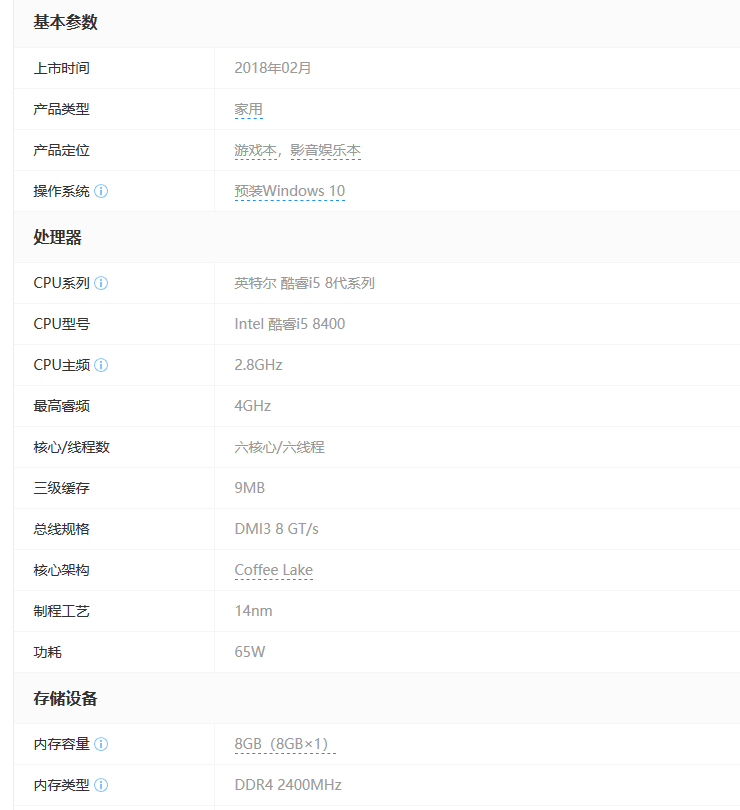 基本参数
上市时间 2018年02月
产品类型 家用
产品定位 游戏本，影音娱乐本
操作系统 预装Windows 10
处理器
CPU系列 英特尔 酷睿i5 8代系列
CPU型号 Intel 酷睿i5 8400
CPU主频 2.8GHz
最高睿频 4GHz
核心/线程数 六核心/六线程
三级缓存 9MB
总线规格 DMI3 8 GT/s
核心架构 Coffee Lake
制程工艺 14nm
功耗 65W
存储设备
内存容量 8GB（8GB×1）
内存类型 DDR4 2400MHz